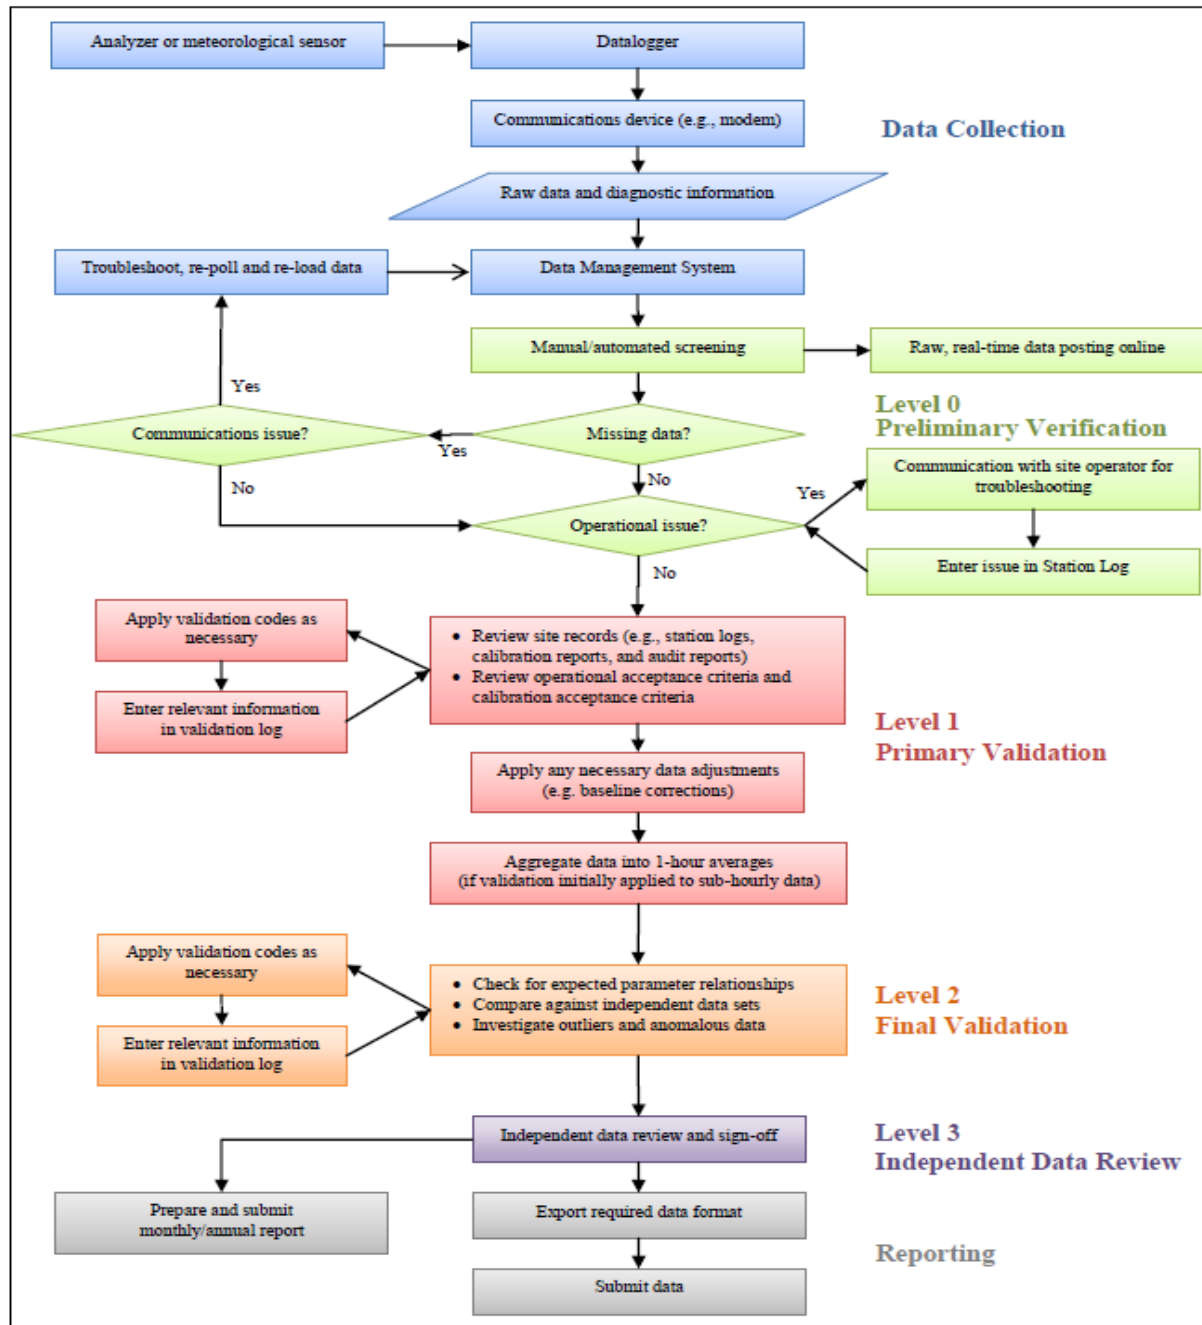 Analyzer or meteorological sensor
Datalogger
Communications device (e.g., modem)
Data Collection
Raw data and diagnostic information
Troubleshoot, re-poll and re-load data
Data Management System
Manual/automated screening
Raw, real-time data posting online
Yes
Level 0
Preliminary Verification
Communications issue?
Yes
Missing data?
Communication with site operator for
troubleshooting
No
No
Yes
Operational issue?
Enter issue in Station Log
No
Apply validation codes as
necessary
Enter relevant information
in validation log
• Review site records (e.g., station logs,
calibration reports, and audit reports)
• Review operational acceptance criteria and
calibration acceptance criteria
Level 1
Primary Validation
Apply any necessary data adjustments
(e.g. baseline corrections)
Aggregate data into 1-hour averages
(if validation initially applied to sub-hourly data)
Apply validation codes as
necessary
Enter relevant information
in validation log
• Check for expected parameter relationships
• Compare against independent data sets
• Investigate outliers and anomalous data
Level 2
Final Validation
Independent data review and sign-off
Level 3
Independent Data Review
Prepare and submit
monthly/annual report
Export required data format
Reporting
Submit data